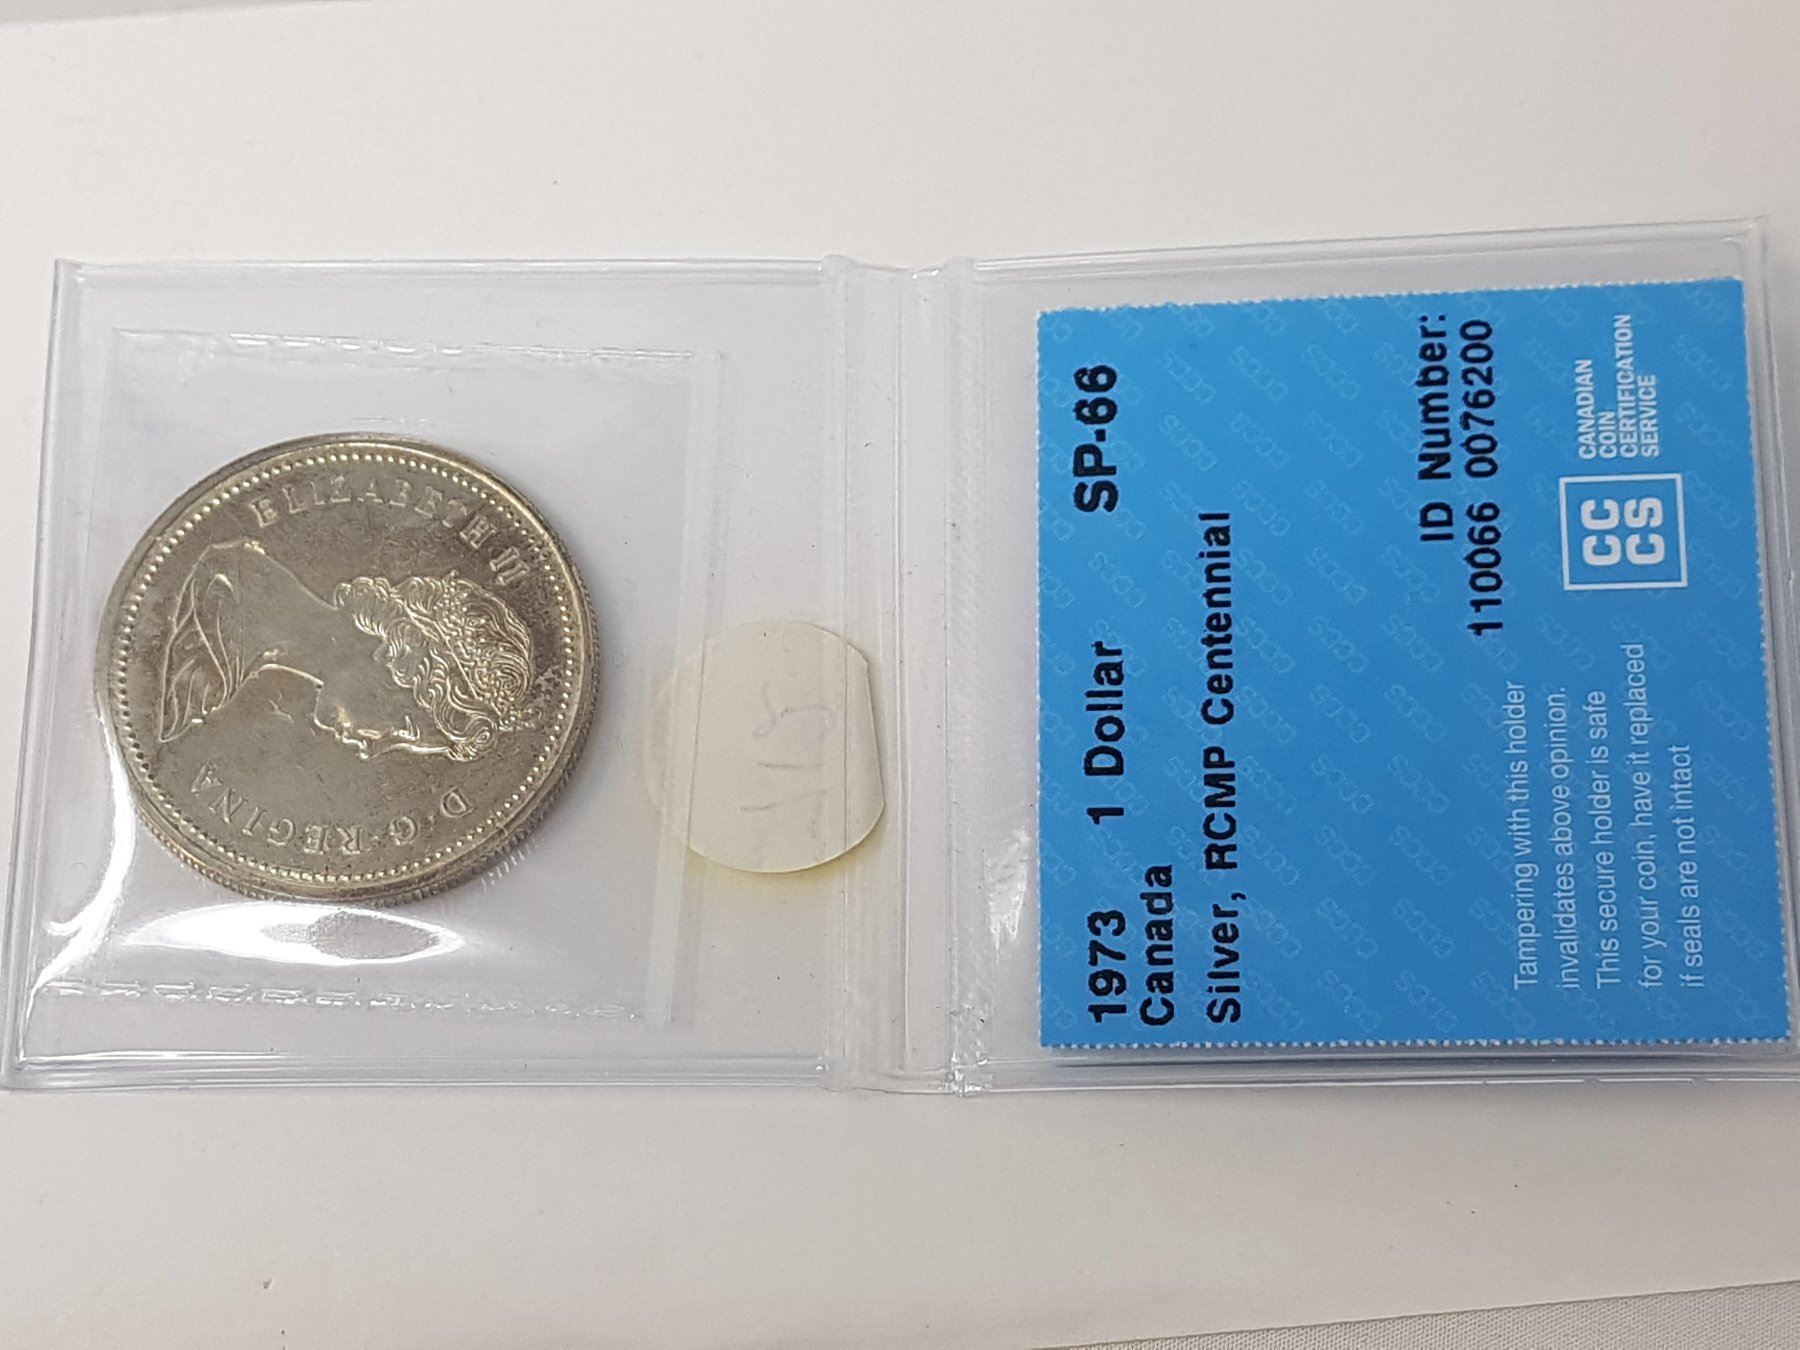 ELIZABETH II
D·G·REGINA
1973 1 Dollar SP-66
Canada
Silver, RCMP Centennial
ID Number:
110066 0076200
Tampering with this holder
invalidates above opinion.
This secure holder is safe
for your coin, have it replaced
if seals are not intact
CC
CS
CANADIAN
COIN
CERTIFICATION
SERVICE